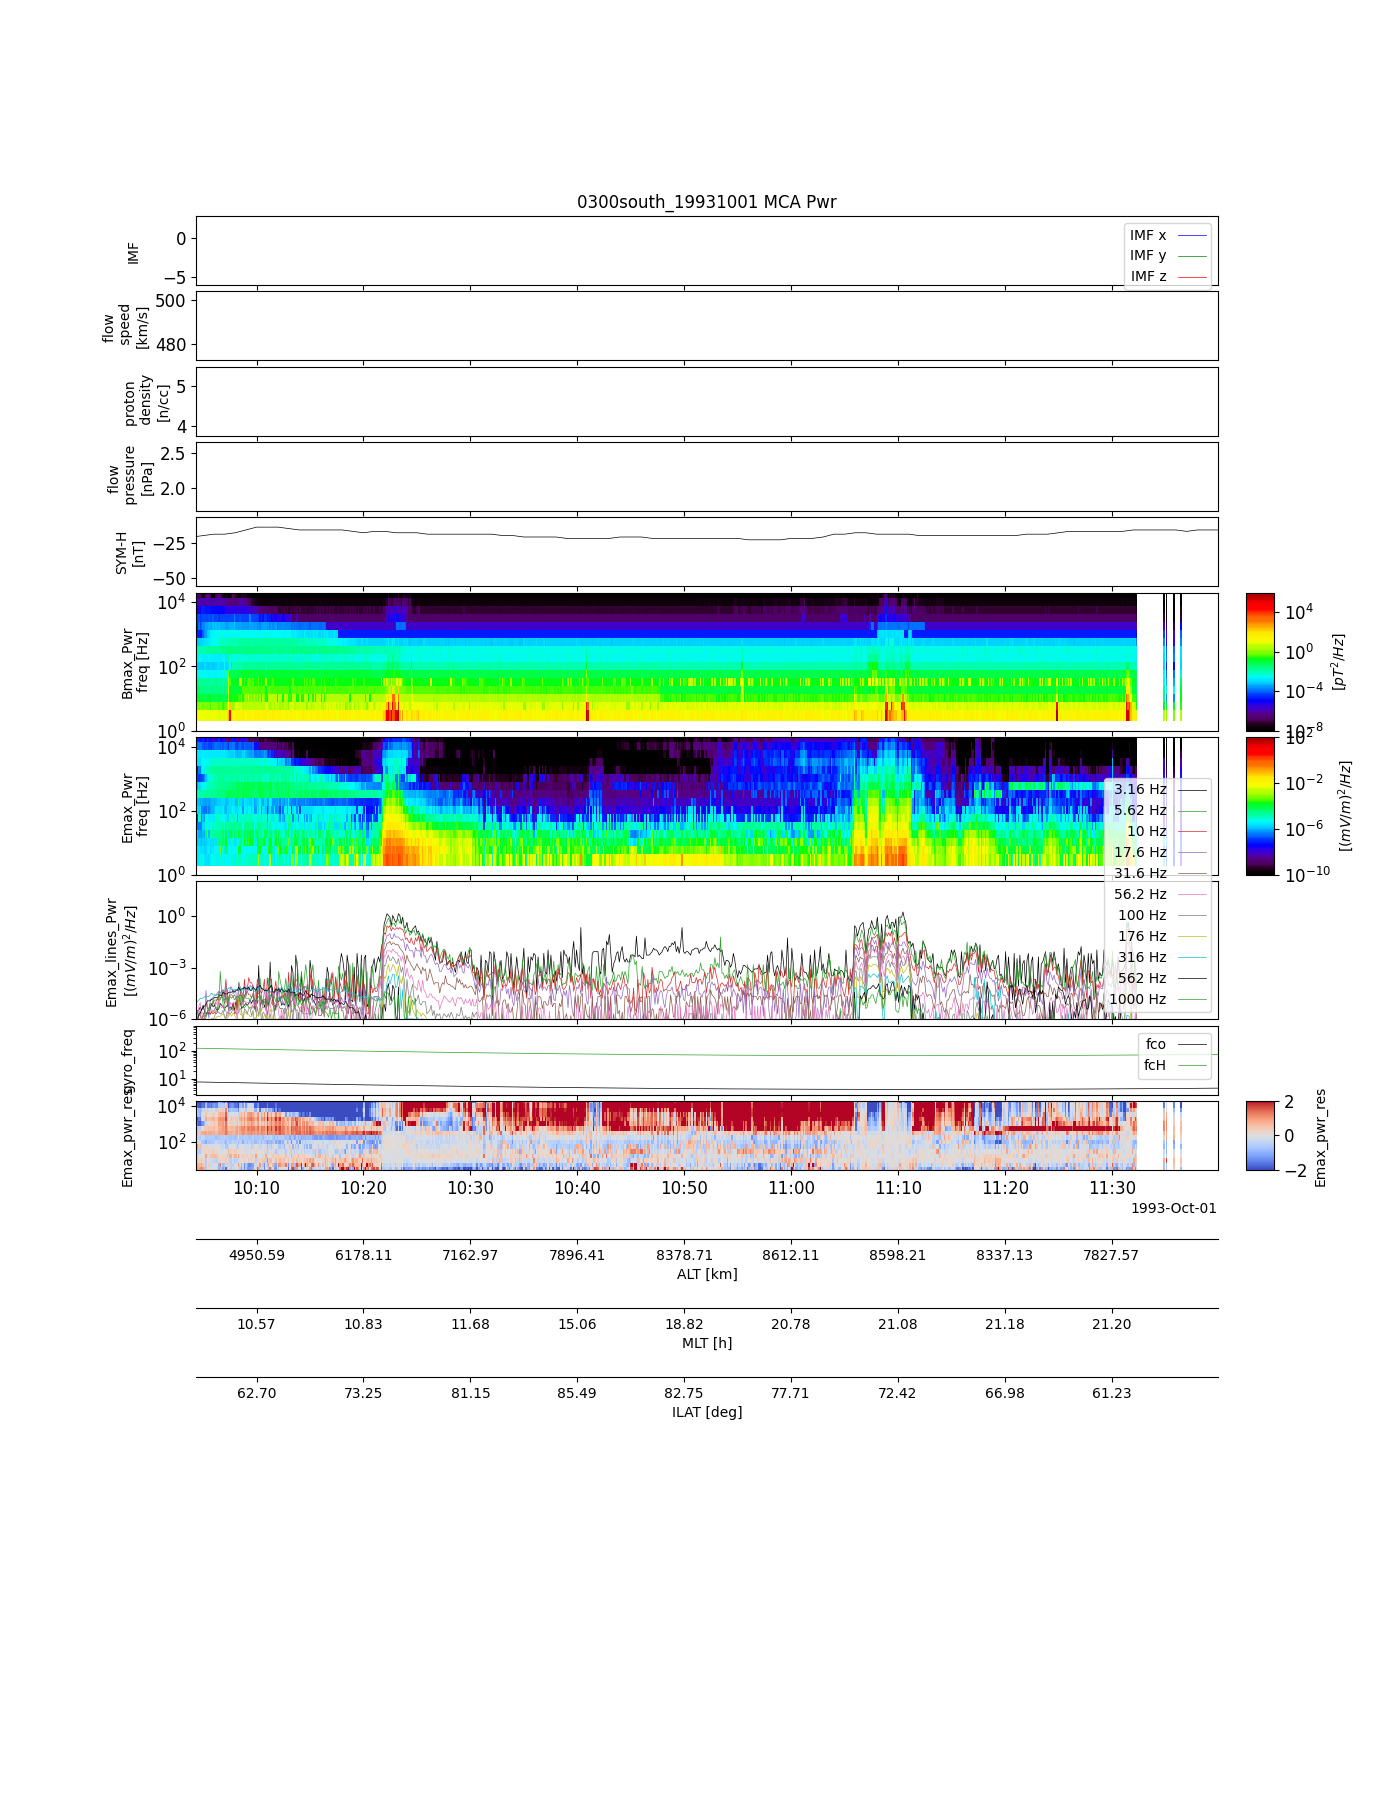 0300south_19931001 MCA Pwr
IMF
0
−5
IMF x
IMF y
IMF z
flow
speed
[km/s]
500
480
proton
density
[n/cc]
5
4
flow
pressure
[nPa]
2.5
2.0
SYM-H
[nT]
−25
−50
Bmax_Pwr
freq [Hz]
10^4
10^2
10^0
10^4
10^0
10^−4
10^−8
[pT^2/Hz]
Emax_Pwr
freq [Hz]
10^4
10^2
10^0
10^2
10^−2
10^−6
10^−10
[(mV/m)^2/Hz]
3.16 Hz
5.62 Hz
10 Hz
17.6 Hz
31.6 Hz
56.2 Hz
100 Hz
176 Hz
316 Hz
562 Hz
1000 Hz
Emax_lines_Pwr
[(mV/m)^2/Hz]
10^0
10^−3
10^−6
gyro_freq
10^2
10^1
fco
fcH
Emax_pwr_res
10^4
10^2
2
0
−2
Emax_pwr_res
10:10 10:20 10:30 10:40 10:50 11:00 11:10 11:20 11:30
1993-Oct-01
4950.59 6178.11 7162.97 7896.41 8378.71 8612.11 8598.21 8337.13 7827.57
ALT [km]
10.57 10.83 11.68 15.06 18.82 20.78 21.08 21.18 21.20
MLT [h]
62.70 73.25 81.15 85.49 82.75 77.71 72.42 66.98 61.23
ILAT [deg]